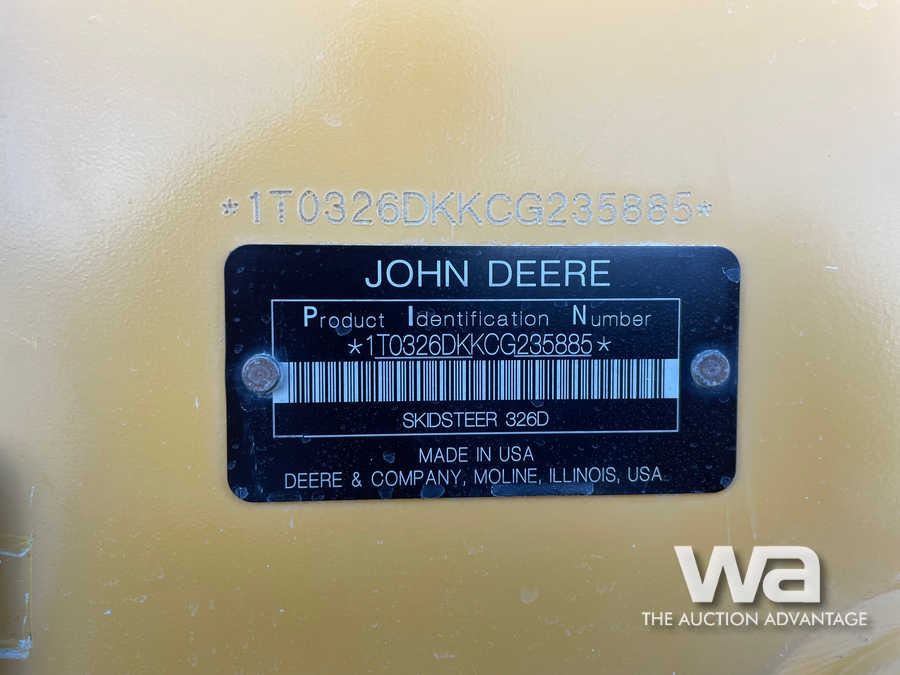 *1T0326DKKCG235885*
JOHN DEERE
Product Identification Number
*1T0326DKKCG235885*
SKIDSTEER 326D
MADE IN USA
DEERE & COMPANY, MOLINE, ILLINOIS, USA
wa
THE AUCTION ADVANTAGE